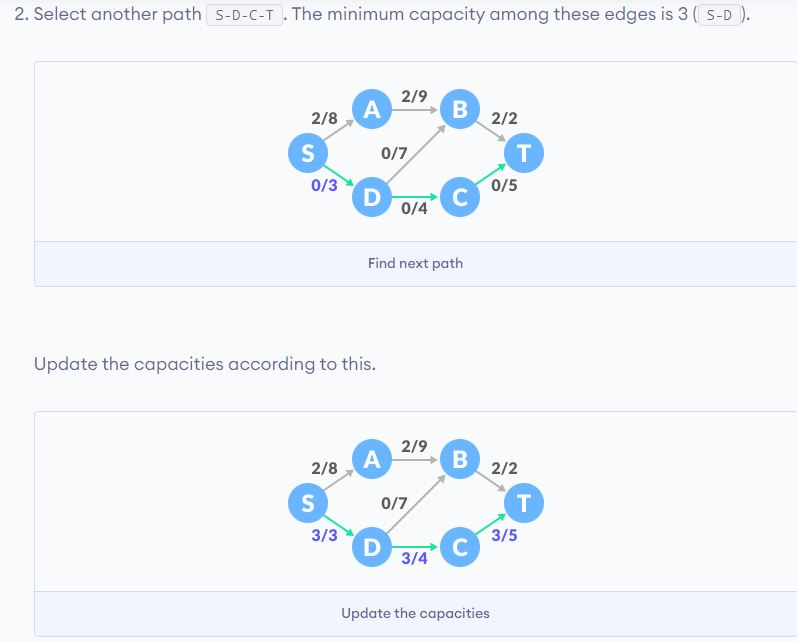 2. Select another path S-D-C-T. The minimum capacity among these edges is 3 (S-D).
2/9
A
B
2/8
2/2
S
0/7
T
0/3
0/5
D
C
0/4
Find next path
Update the capacities according to this.
2/9
A
B
2/8
2/2
S
0/7
T
3/3
3/5
D
C
3/4
Update the capacities